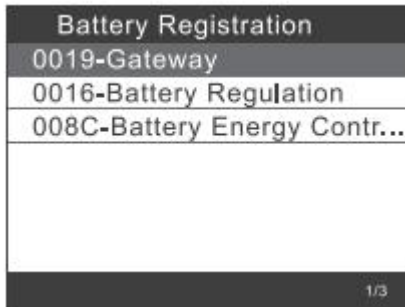 Battery Registration
0019-Gateway
0016-Battery Regulation
008C-Battery Energy Contr...
1/3